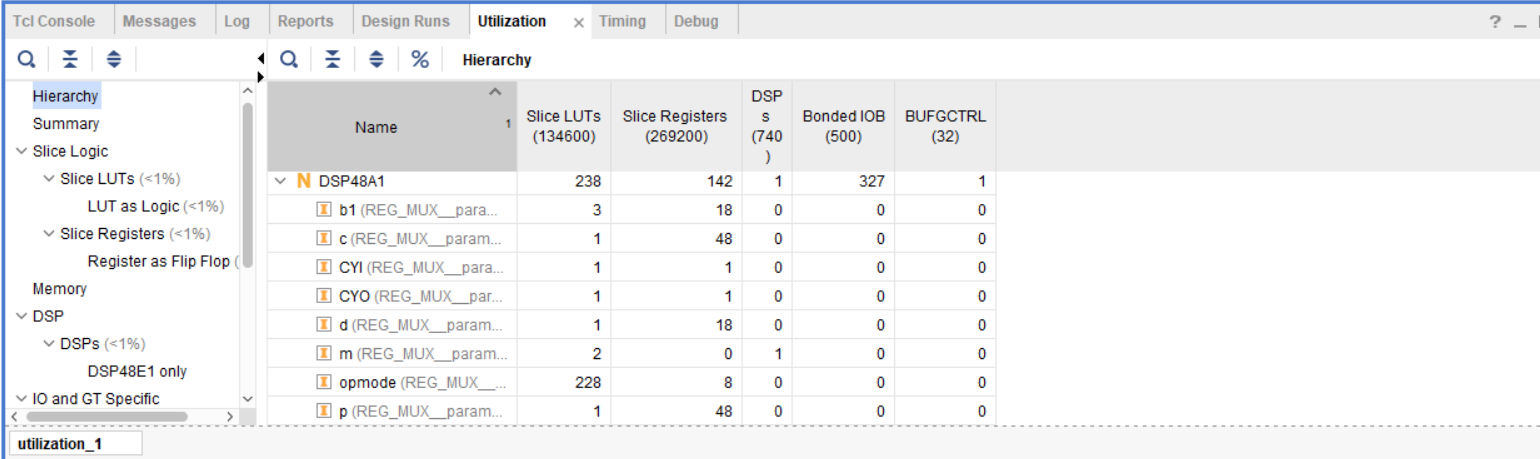 Tcl Console Messages Log Reports Design Runs Utilization × Timing Debug ? _
% Hierarchy
Hierarchy
Summary
Slice Logic
Slice LUTs (<1%)
LUT as Logic (<1%)
Slice Registers (<1%)
Register as Flip Flop (
Memory
DSP
DSPs (<1%)
DSP48E1 only
IO and GT Specific
Name 1 Slice LUTs (134600) Slice Registers (269200) DSPs (740) Bonded IOB (500) BUFGCTRL (32)
N DSP48A1 238 142 1 327 1
I b1 (REG_MUX__para... 3 18 0 0 0
I c (REG_MUX__param... 1 48 0 0 0
I CYI (REG_MUX__para... 1 1 0 0 0
I CYO (REG_MUX__par... 1 1 0 0 0
I d (REG_MUX__param... 1 18 0 0 0
I m (REG_MUX__param... 2 0 1 0 0
I opmode (REG_MUX__... 228 8 0 0 0
I p (REG_MUX__param... 1 48 0 0 0
utilization_1